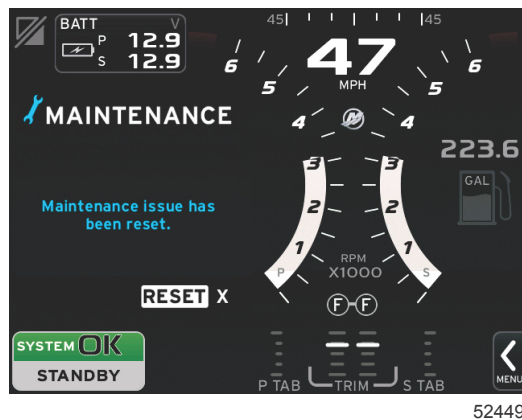 BATT V
P 12.9
S 12.9
45 45
47
MPH
6 6
5 5
4 4
3 3
2 2
1 1
P S
RPM
X1000
F-F
MAINTENANCE
Maintenance issue has
been reset.
RESET X
223.6
GAL
SYSTEM OK
STANDBY
P TAB TRIM S TAB
MENU
52449